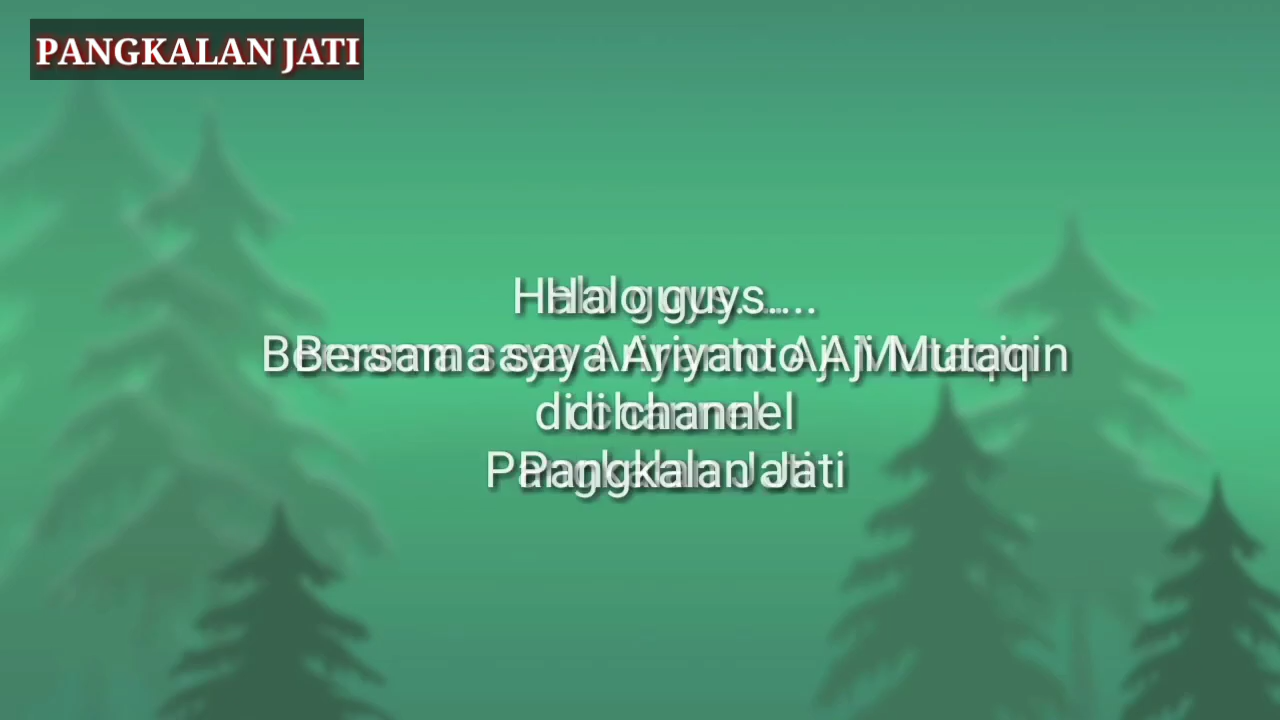 PANGKALAN JATI
Halo guys.....
Bersama saya Ariyanto Aji Mutaqin
di channel
Pangkalan Jati